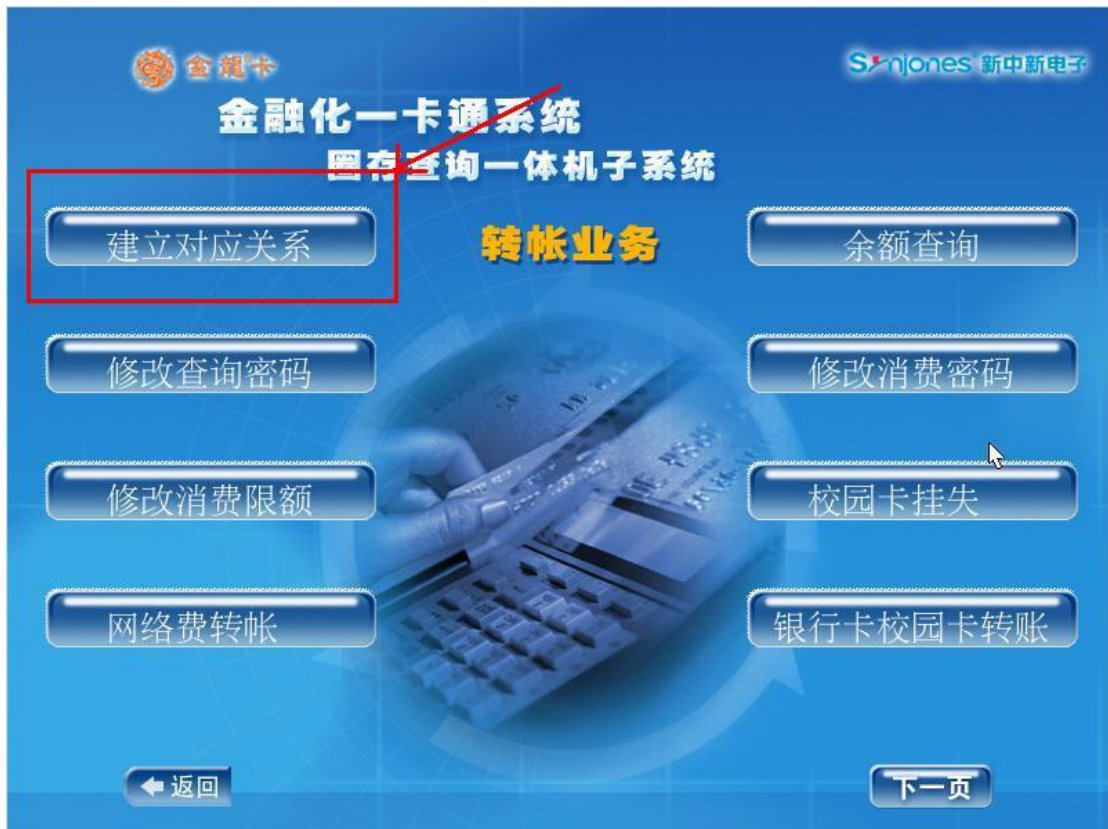 金龍卡
Synjones 新中新电子
金融化一卡通系统
圈存查询一体机子系统
转帐业务
建立对应关系
余额查询
修改查询密码
修改消费密码
修改消费限额
校园卡挂失
网络费转帐
银行卡校园卡转账
返回
下一页